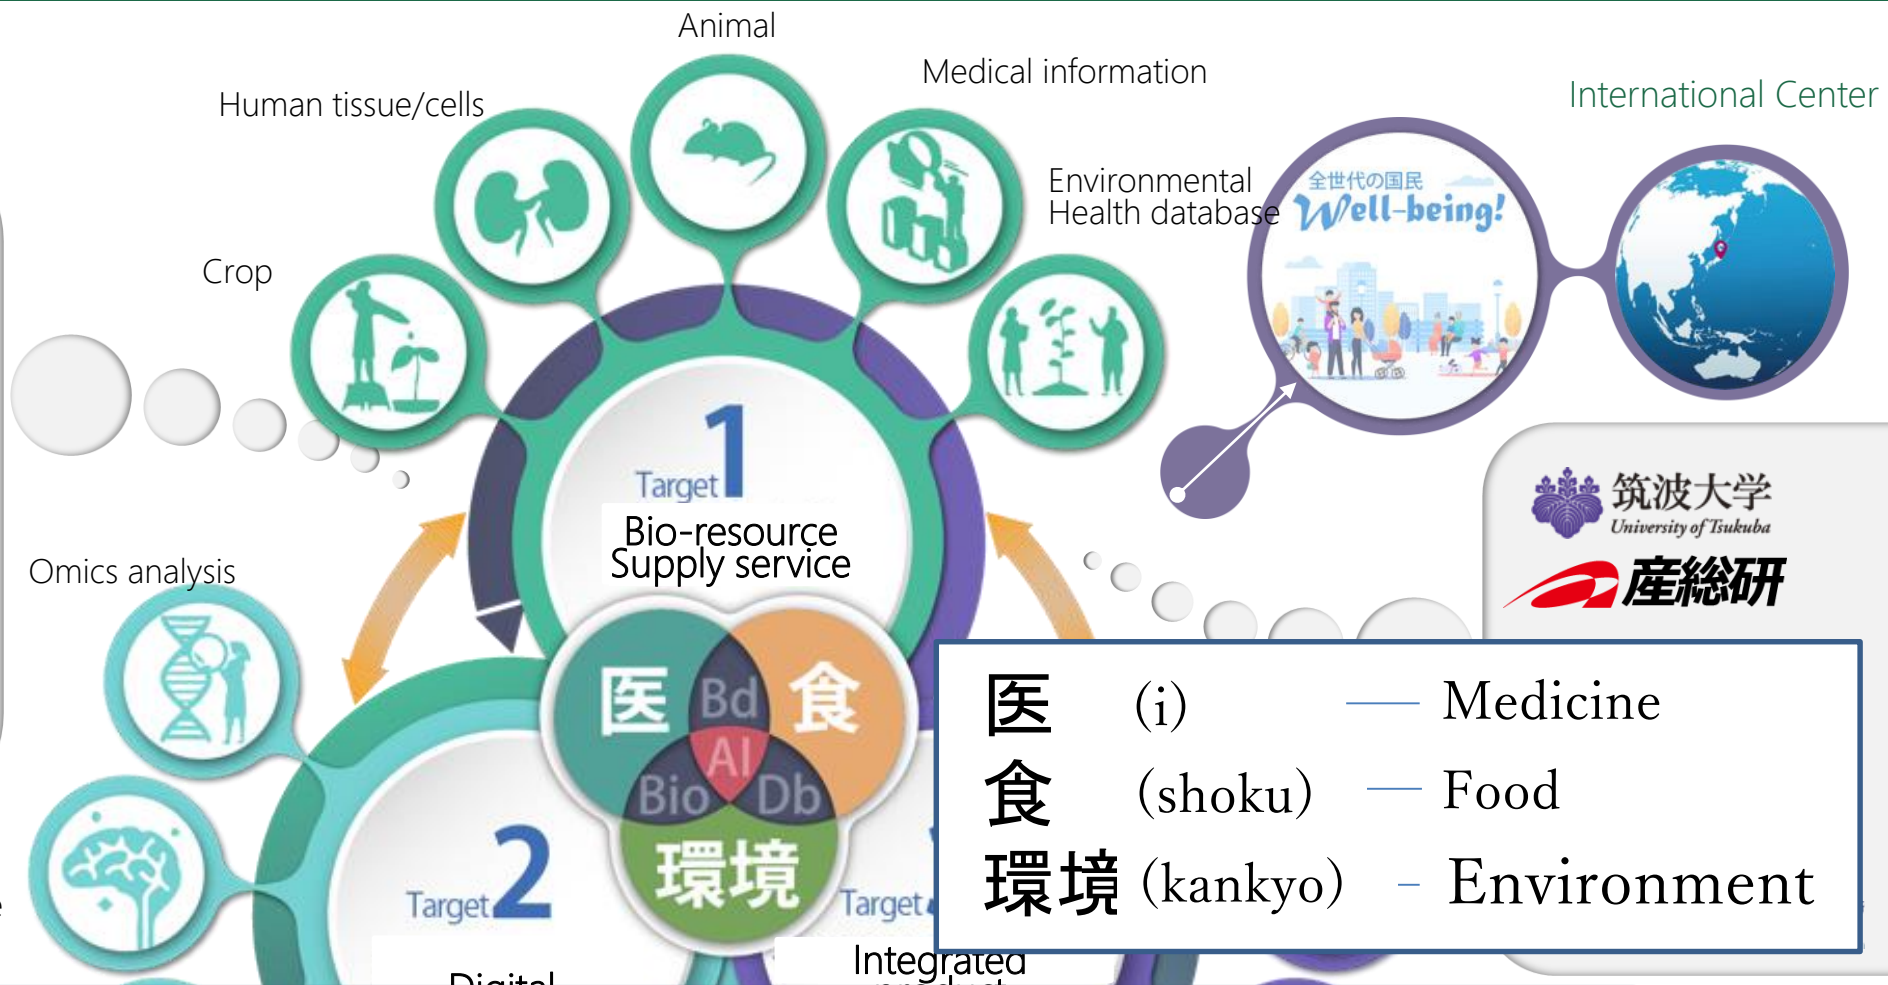 Animal
Medical information
Human tissue/cells
International Center
Environmental
Health database
全世代の国民
Well-being!
Crop
Target 1
Bio-resource
Supply service
筑波大学
University of Tsukuba
産総研
Omics analysis
医
Bd
食
AI
Bio
Db
環境
Target 2
Target
Digital
Integrated
product
医 (i) — Medicine
食 (shoku) — Food
環境 (kankyo) - Environment